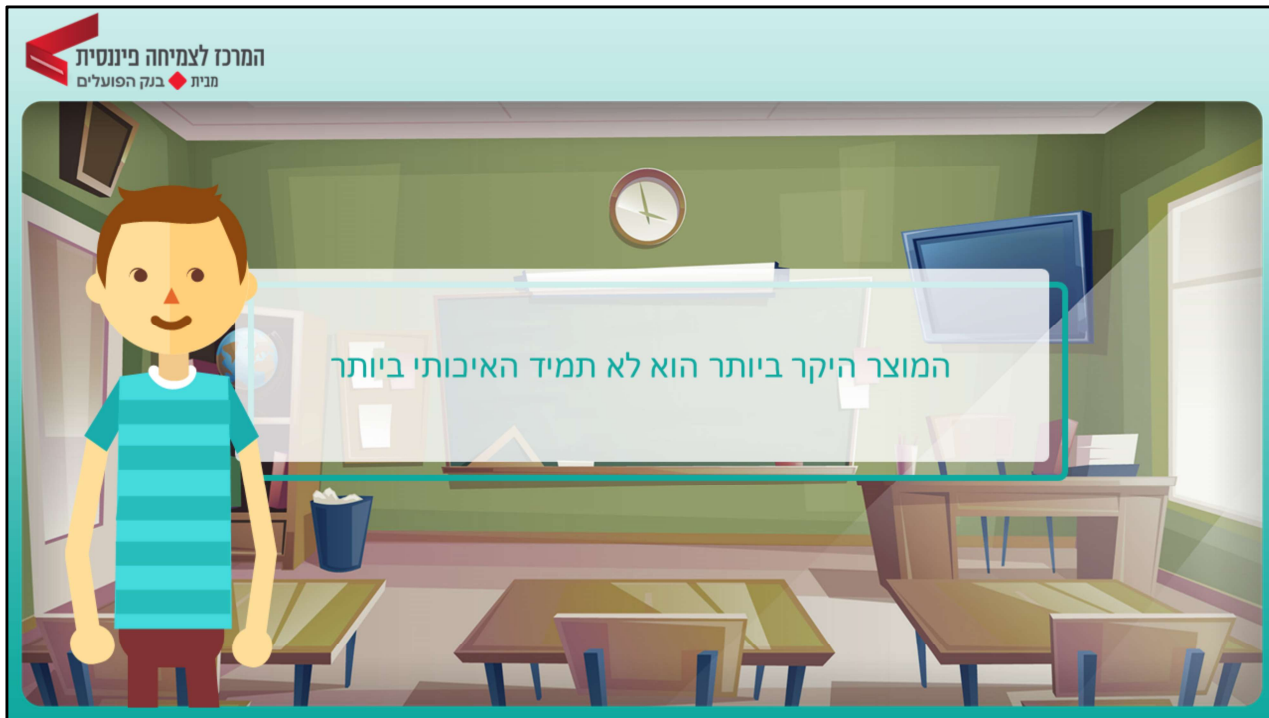 המרכז לצמיחה פיננסית
מבית בנק הפועלים
המוצר היקר ביותר הוא לא תמיד האיכותי ביותר